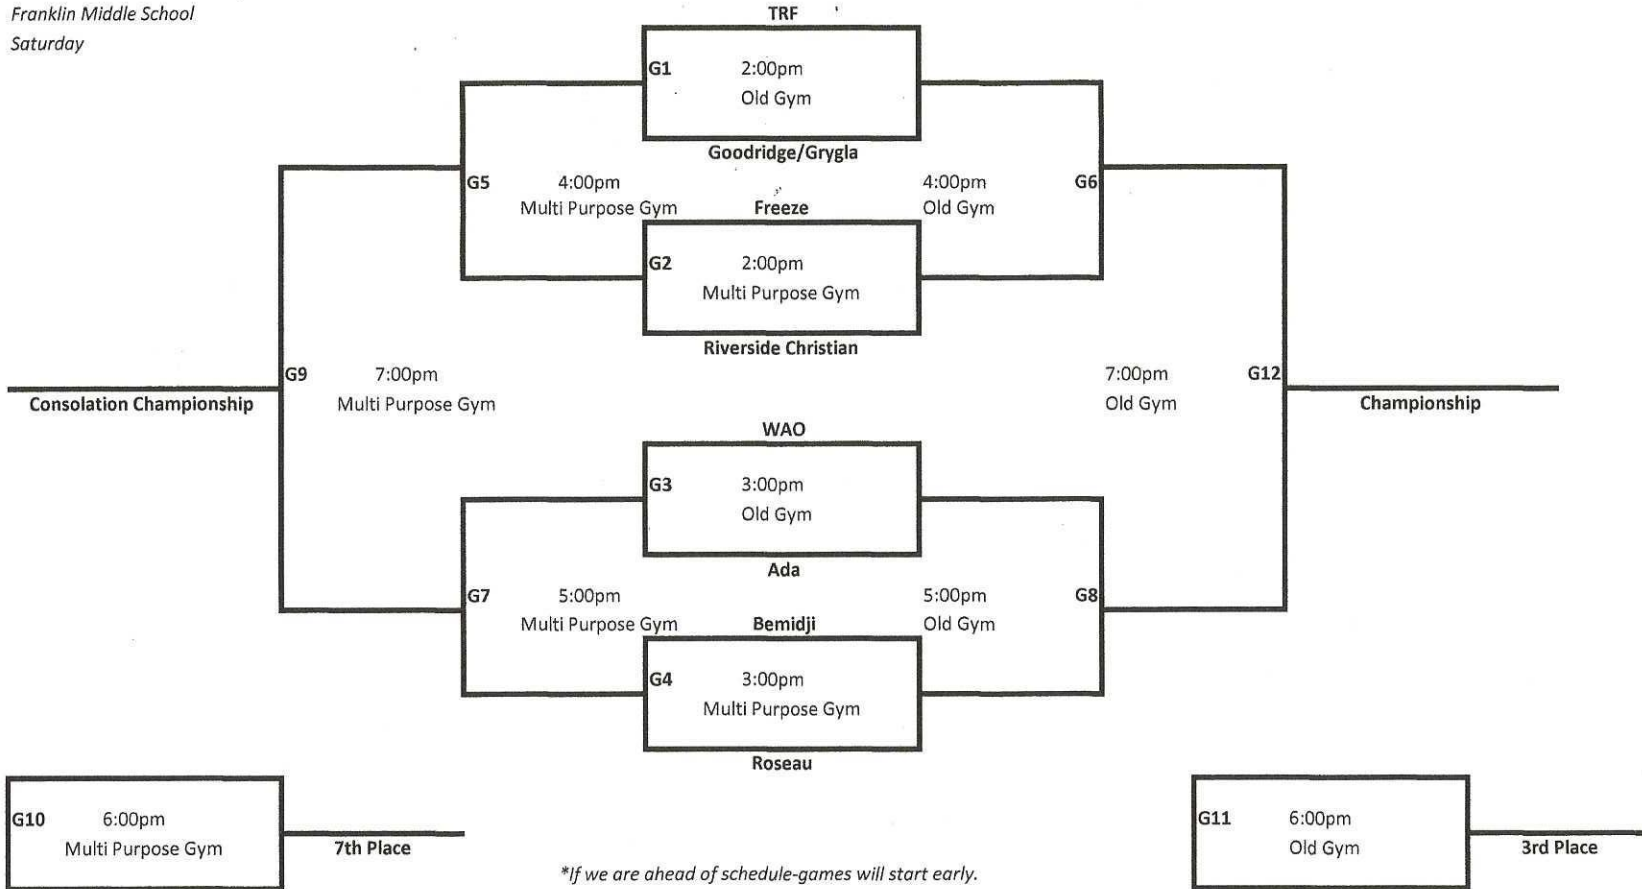 Franklin Middle School
Saturday
TRF
G1 2:00pm
Old Gym
Goodridge/Grygla
G5 4:00pm
Multi Purpose Gym
4:00pm G6
Old Gym
Freeze
G2 2:00pm
Multi Purpose Gym
Riverside Christian
G9 7:00pm
Multi Purpose Gym
Consolation Championship
7:00pm G12
Old Gym
Championship
WAO
G3 3:00pm
Old Gym
Ada
G7 5:00pm
Multi Purpose Gym
5:00pm G8
Old Gym
Bemidji
G4 3:00pm
Multi Purpose Gym
Roseau
G10 6:00pm
Multi Purpose Gym
7th Place
G11 6:00pm
Old Gym
3rd Place
*If we are ahead of schedule-games will start early.